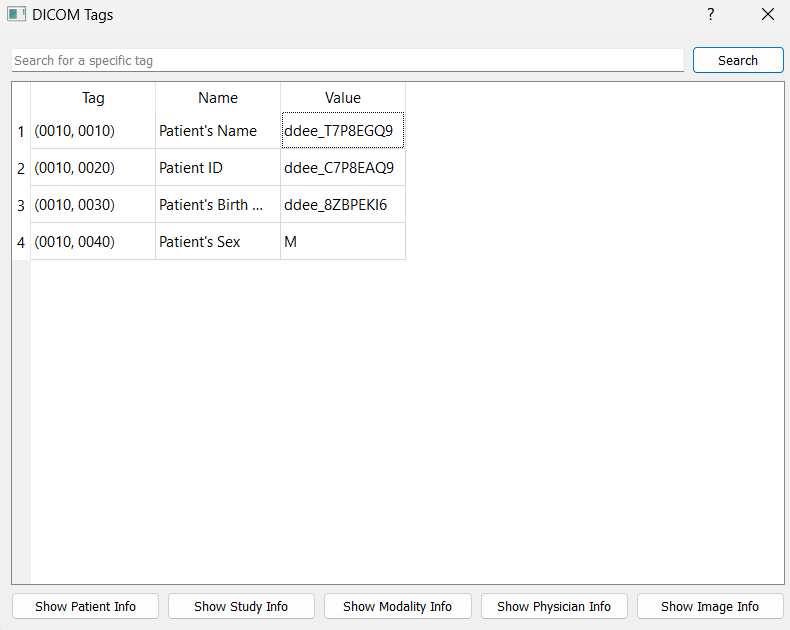 DICOM Tags ?
Search for a specific tag Search
Tag Name Value
1 (0010, 0010) Patient's Name ddee_T7P8EGQ9
2 (0010, 0020) Patient ID ddee_C7P8EAQ9
3 (0010, 0030) Patient's Birth ... ddee_8ZBPEKI6
4 (0010, 0040) Patient's Sex M
Show Patient Info Show Study Info Show Modality Info Show Physician Info Show Image Info